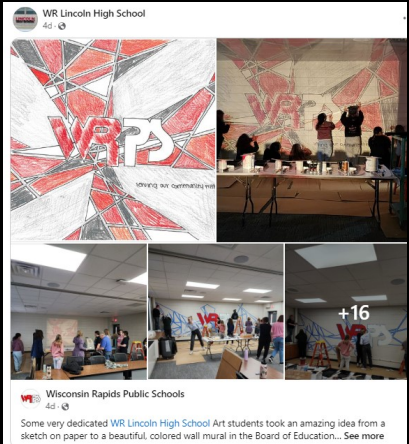 WR Lincoln High School
4d
WRPS
serving our community first
WR
+16
Wisconsin Rapids Public Schools
4d
Some very dedicated WR Lincoln High School Art students took an amazing idea from a
sketch on paper to a beautiful, colored wall mural in the Board of Education... See more